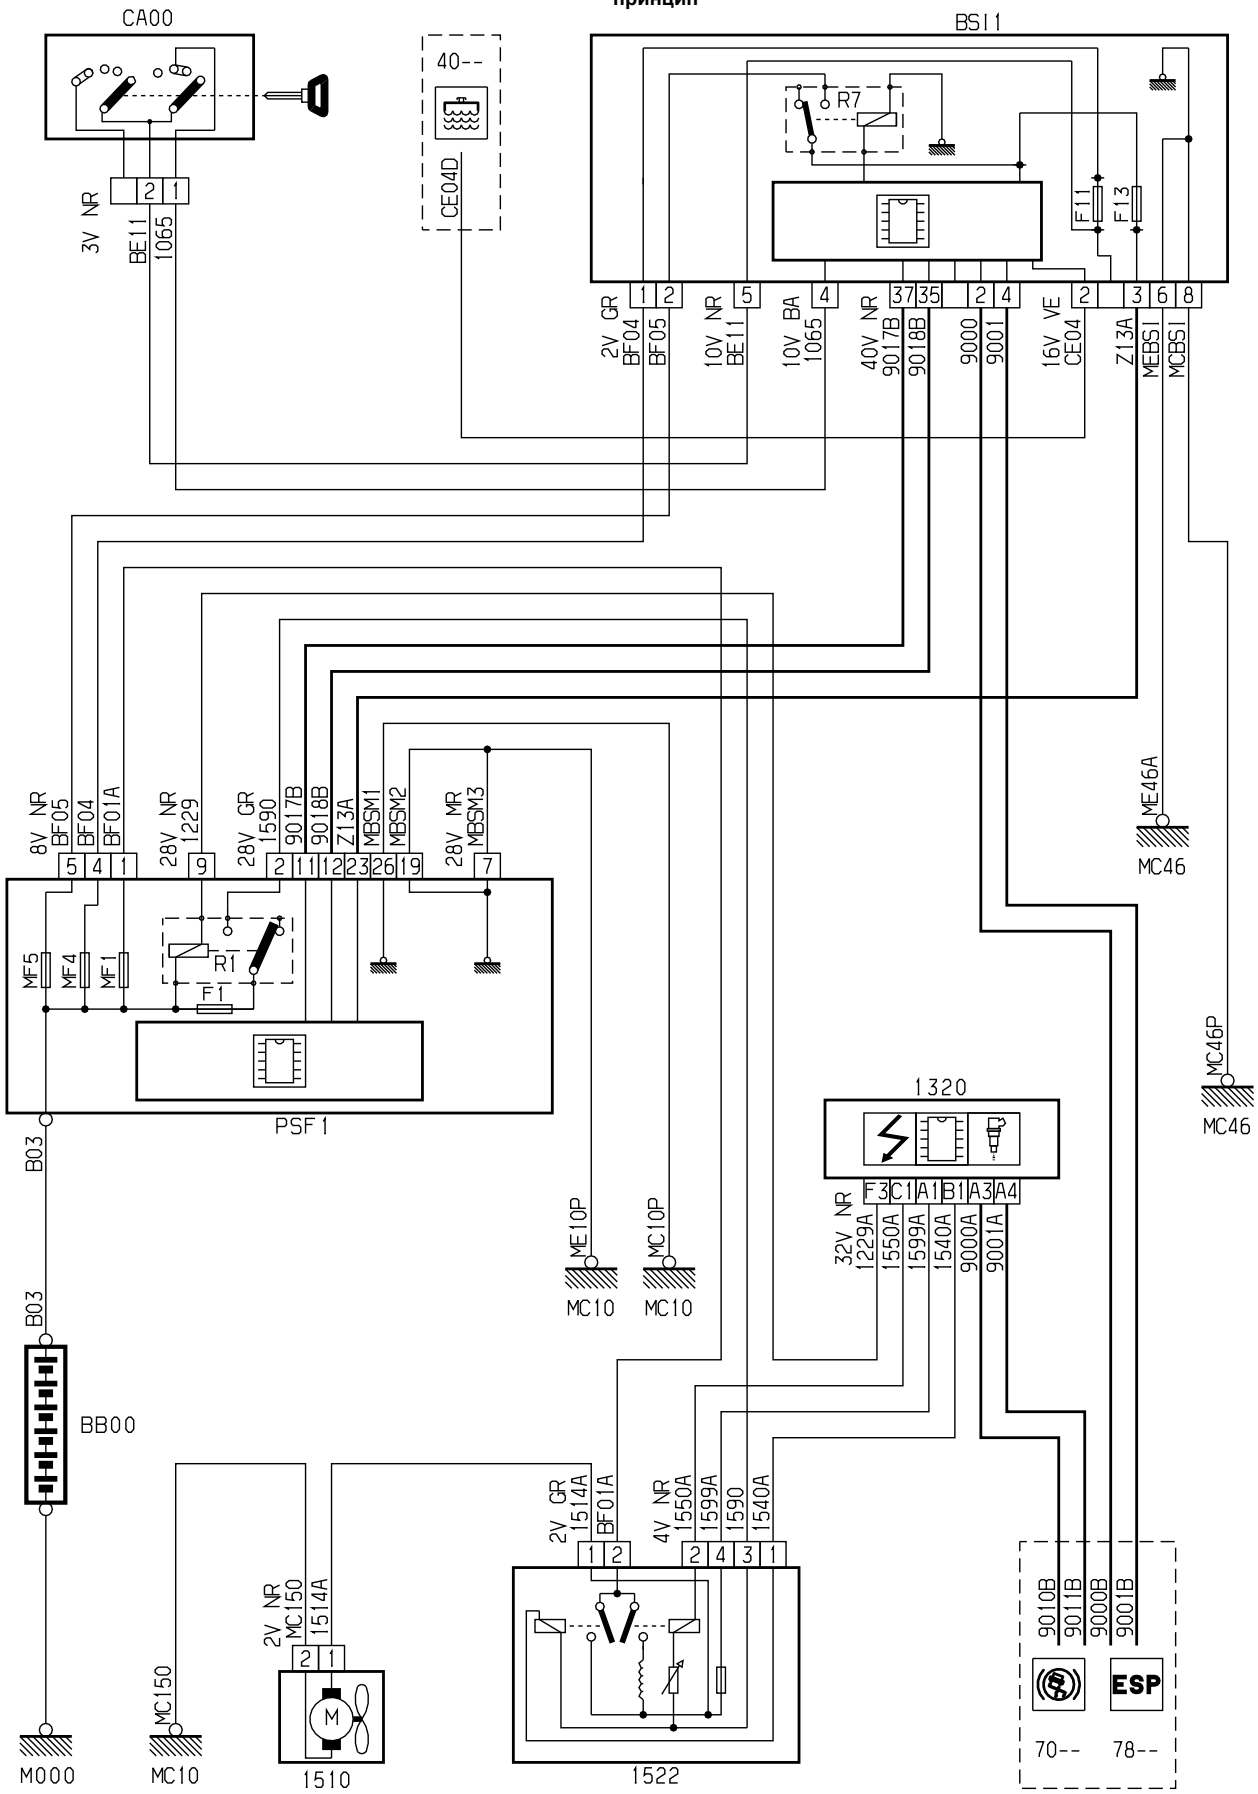 принцип
CA00
BSI1
40--
CE04D
R7
F11
F13
2 1
3V NR
BE11
1065
1 2 5 4 37 35 2 4 2 3 6 8
2V GR
BF04
BF05
10V NR
BE11
10V BA
1065
40V NR
9017B
9018B
9000
9001
16V VE
CE04
Z13A
MEBSI
MCBSI
8V NR
BF05
BF04
BF01A
28V NR
1229
28V GR
1590
9017B
9018B
Z13A
MBSM1
MBSM2
28V MR
MBSM3
5 4 1 9 2 11 12 23 26 19 7
ME46A
MC46
MF5
MF4
MF1
R1
F1
PSF1
MC46P
MC46
1320
F3 C1 A1 B1 A3 A4
32V NR
1229A
1550A
1599A
1540A
9000A
9001A
B03
ME10P
MC10P
MC10
MC10
B03
BB00
2V GR
1514A
BF01A
4V NR
1550A
1599A
1590
1540A
1 2 2 4 3 1
2V NR
MC150
1514A
2 1
MC150
M
9010B
9011B
9000B
9001B
ESP
70--
78--
M000
MC10
1510
1522